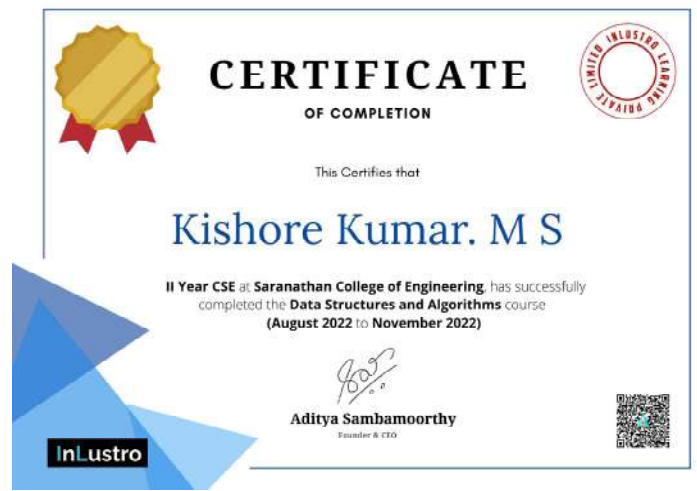 CERTIFICATE
OF COMPLETION
INLUSTRO LEARNING PRIVATE LIMITED
This Certifies that
Kishore Kumar. M S
II Year CSE at Saranathan College of Engineering, has successfully
completed the Data Structures and Algorithms course
(August 2022 to November 2022)
Aditya Sambamoorthy
Founder & CEO
InLustro